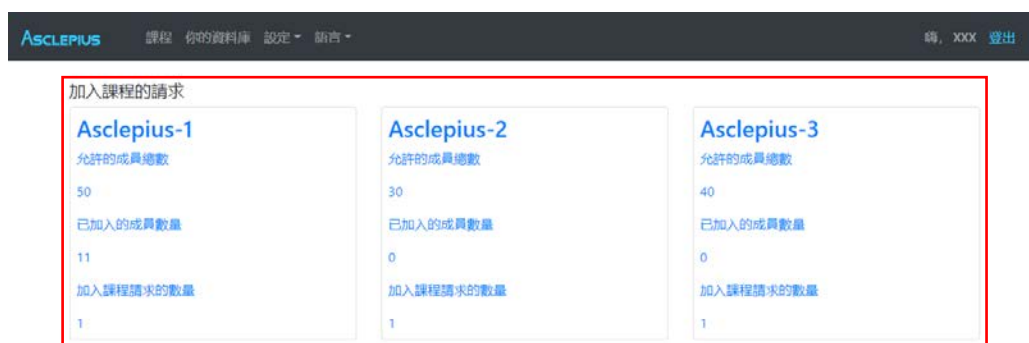 ASCLEPIUS 課程 你的資料庫 設定 語言 嗨, XXX 登出
加入課程的請求
Asclepius-1
允許的成員總數
50
已加入的成員數量
11
加入課程請求的數量
1
Asclepius-2
允許的成員總數
30
已加入的成員數量
0
加入課程請求的數量
1
Asclepius-3
允許的成員總數
40
已加入的成員數量
0
加入課程請求的數量
1